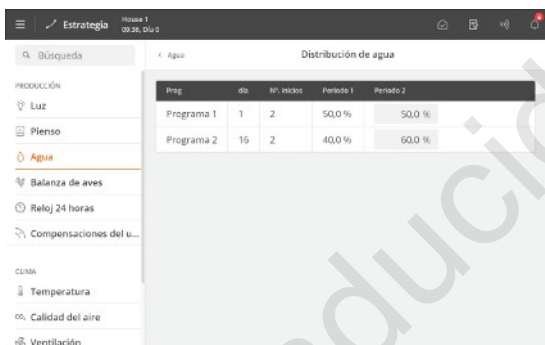 Estrategia
House 1
09:36, Día 0
Búsqueda
< Agua
Distribución de agua
PRODUCCIÓN
Luz
Pienso
Agua
Balanza de aves
Reloj 24 horas
Compensaciones del u...
CLIMA
Temperatura
CO₂ Calidad del aire
Ventilación
Prog día Nº. inicios Periodo 1 Periodo 2
Programa 1 1 2 50,0 % 50,0 %
Programa 2 16 2 40,0 % 60,0 %